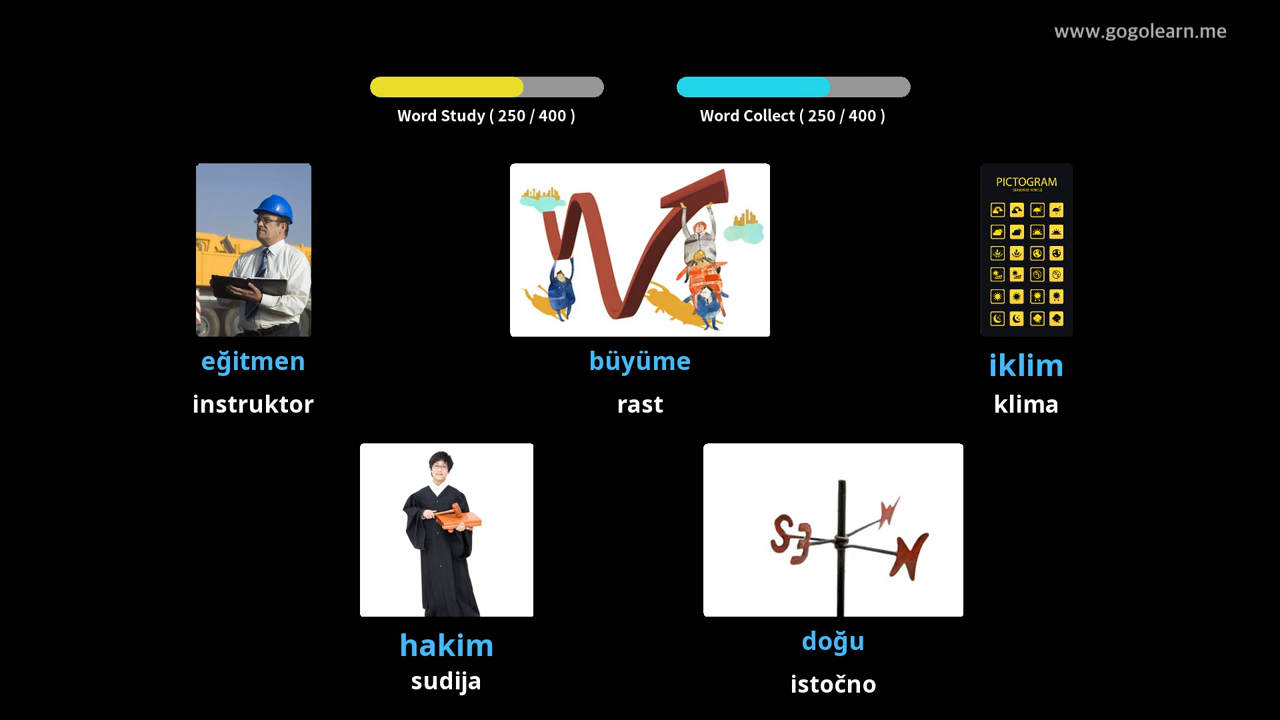 www.gogolearn.me
Word Study ( 250 / 400 )
Word Collect ( 250 / 400 )
PICTOGRAM
eğitmen
büyüme
iklim
instruktor
rast
klima
S
E
W
N
hakim
doğu
sudija
istočno